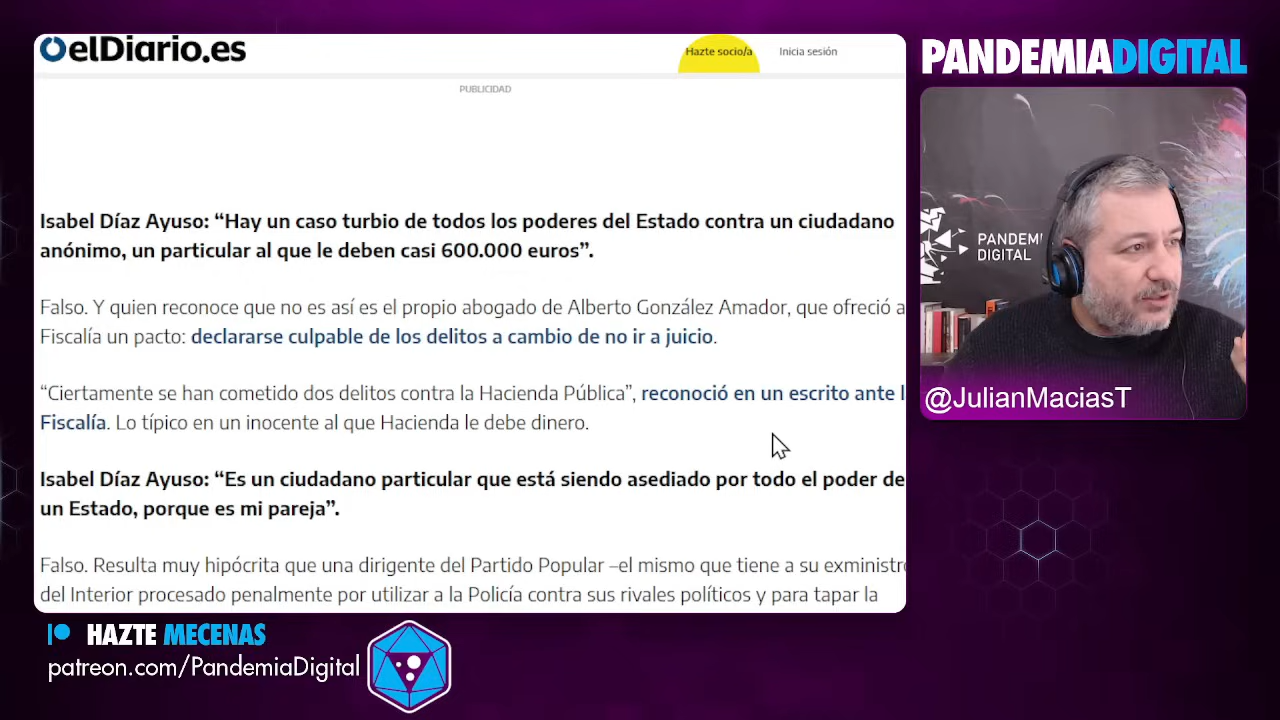 elDiario.es
Hazte socio/a
Inicia sesión
PUBLICIDAD
Isabel Díaz Ayuso: “Hay un caso turbio de todos los poderes del Estado contra un ciudadano
anónimo, un particular al que le deben casi 600.000 euros”.
Falso. Y quien reconoce que no es así es el propio abogado de Alberto González Amador, que ofreció a
Fiscalía un pacto: declararse culpable de los delitos a cambio de no ir a juicio.
“Ciertamente se han cometido dos delitos contra la Hacienda Pública”, reconoció en un escrito ante
Fiscalía. Lo típico en un inocente al que Hacienda le debe dinero.
Isabel Díaz Ayuso: “Es un ciudadano particular que está siendo asediado por todo el poder de
un Estado, porque es mi pareja”.
Falso. Resulta muy hipócrita que una dirigente del Partido Popular –el mismo que tiene a su exministro
del Interior procesado penalmente por utilizar a la Policía contra sus rivales políticos y para tapar la
PANDEMIADIGITAL
PANDEMI
DIGITAL
@JulianMaciasT
HAZTE MECENAS
patreon.com/PandemiaDigital